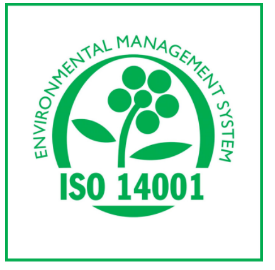 ENVIRONMENTAL MANAGEMENT SYSTEM
ISO 14001